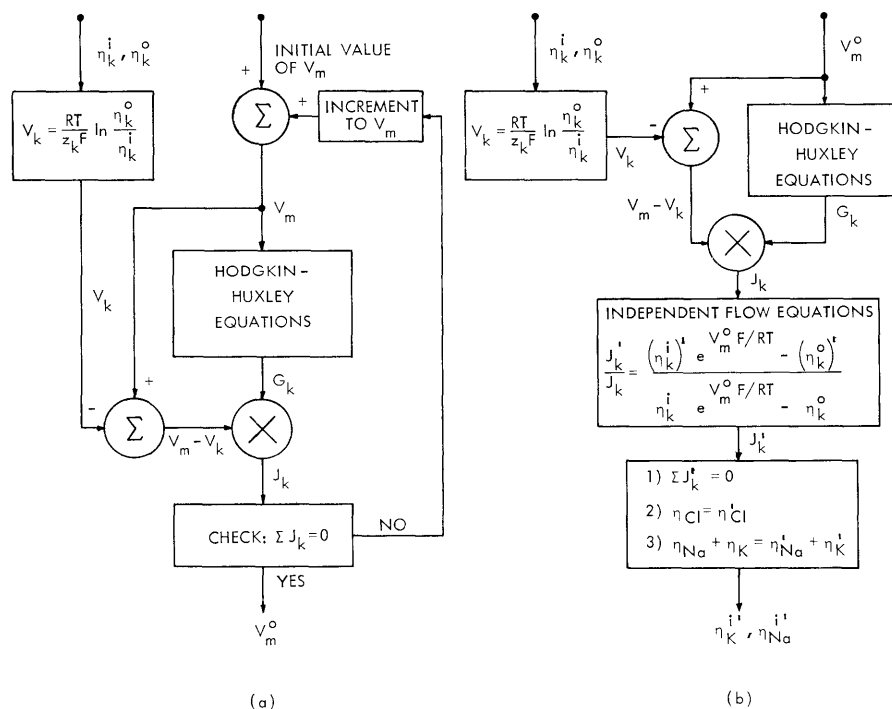 η_k^i, η_k^o
INITIAL VALUE
OF V_m
+
Σ
+
INCREMENT
TO V_m
V_k = RT/(z_k F) ln η_k^o/η_k^i
V_m
HODGKIN –
HUXLEY
EQUATIONS
V_k
G_k
+
-
Σ
V_m – V_k
×
J_k
CHECK: Σ J_k = 0
NO
YES
V_m^o
(a)
η_k^i, η_k^o
V_m^o
+
V_k = RT/(z_k F) ln η_k^o/η_k^i
-
V_k
Σ
HODGKIN –
HUXLEY
EQUATIONS
V_m – V_k
G_k
×
J_k
INDEPENDENT FLOW EQUATIONS
J_k'/J_k = ((η_k^i)' e^(V_m^o F/RT) – (η_k^o)')/(η_k^i e^(V_m^o F/RT) – η_k^o)
J_k'
1) Σ J_k' = 0
2) η_Cl = η'_Cl
3) η_Na + η_K = η'_Na + η'_K
η_K^i', η_Na^i'
(b)